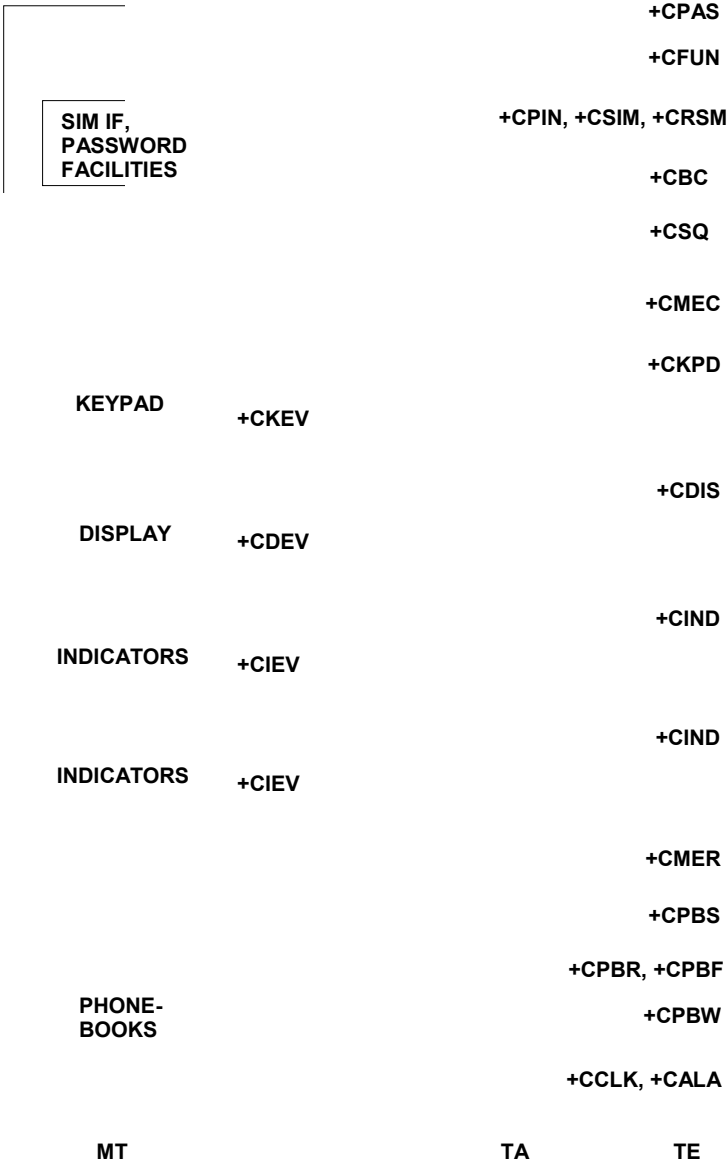 +CPAS
+CFUN
SIM IF,
PASSWORD
FACILITIES
+CPIN, +CSIM, +CRSM
+CBC
+CSQ
+CMEC
+CKPD
KEYPAD
+CKEV
+CDIS
DISPLAY
+CDEV
+CIND
INDICATORS
+CIEV
+CIND
INDICATORS
+CIEV
+CMER
+CPBS
+CPBR, +CPBF
PHONE-
BOOKS
+CPBW
+CCLK, +CALA
MT TA TE